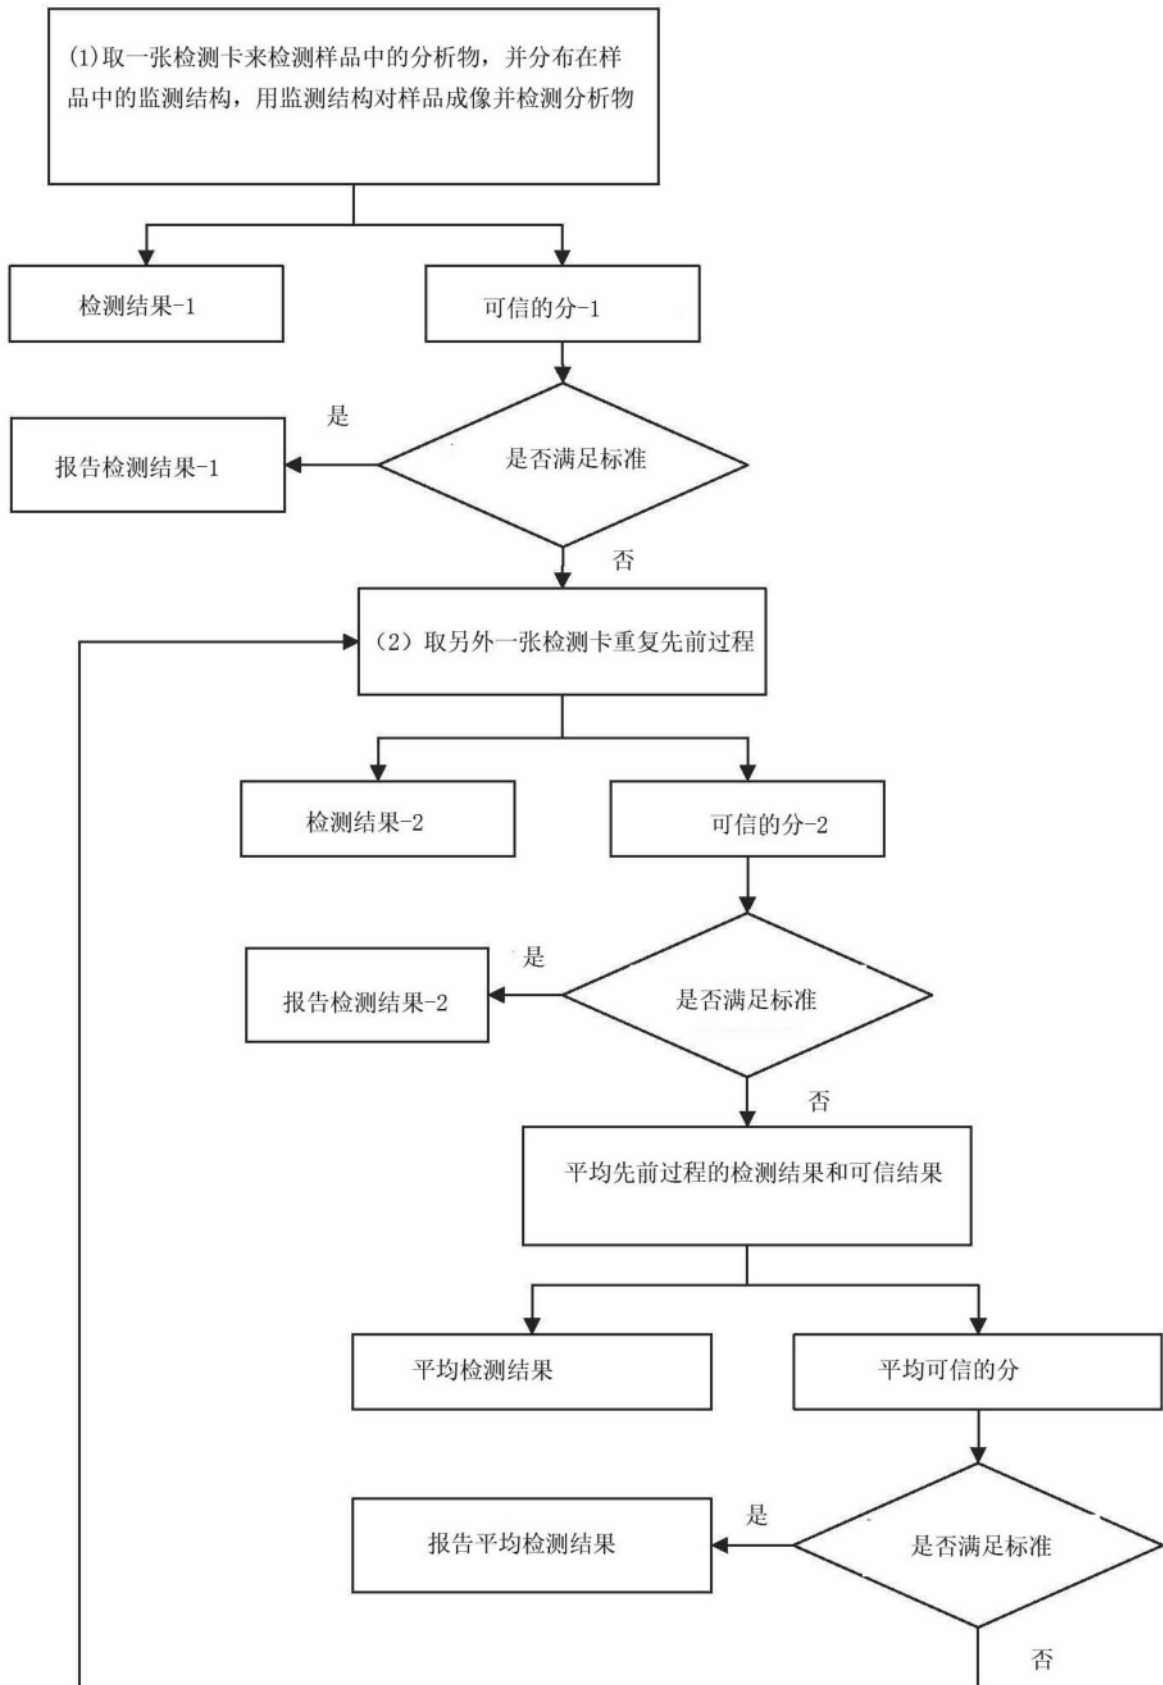 (1)取一张检测卡来检测样品中的分析物，并分布在样
品中的监测结构，用监测结构对样品成像并检测分析物
检测结果-1
可信的分-1
是
报告检测结果-1
是否满足标准
否
（2）取另外一张检测卡重复先前过程
检测结果-2
可信的分-2
是
报告检测结果-2
是否满足标准
否
平均先前过程的检测结果和可信结果
平均检测结果
平均可信的分
是
报告平均检测结果
是否满足标准
否